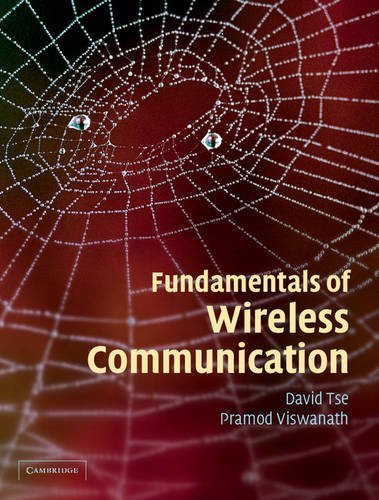 Fundamentals of
Wireless
Communication
David Tse
Pramod Viswanath
CAMBRIDGE